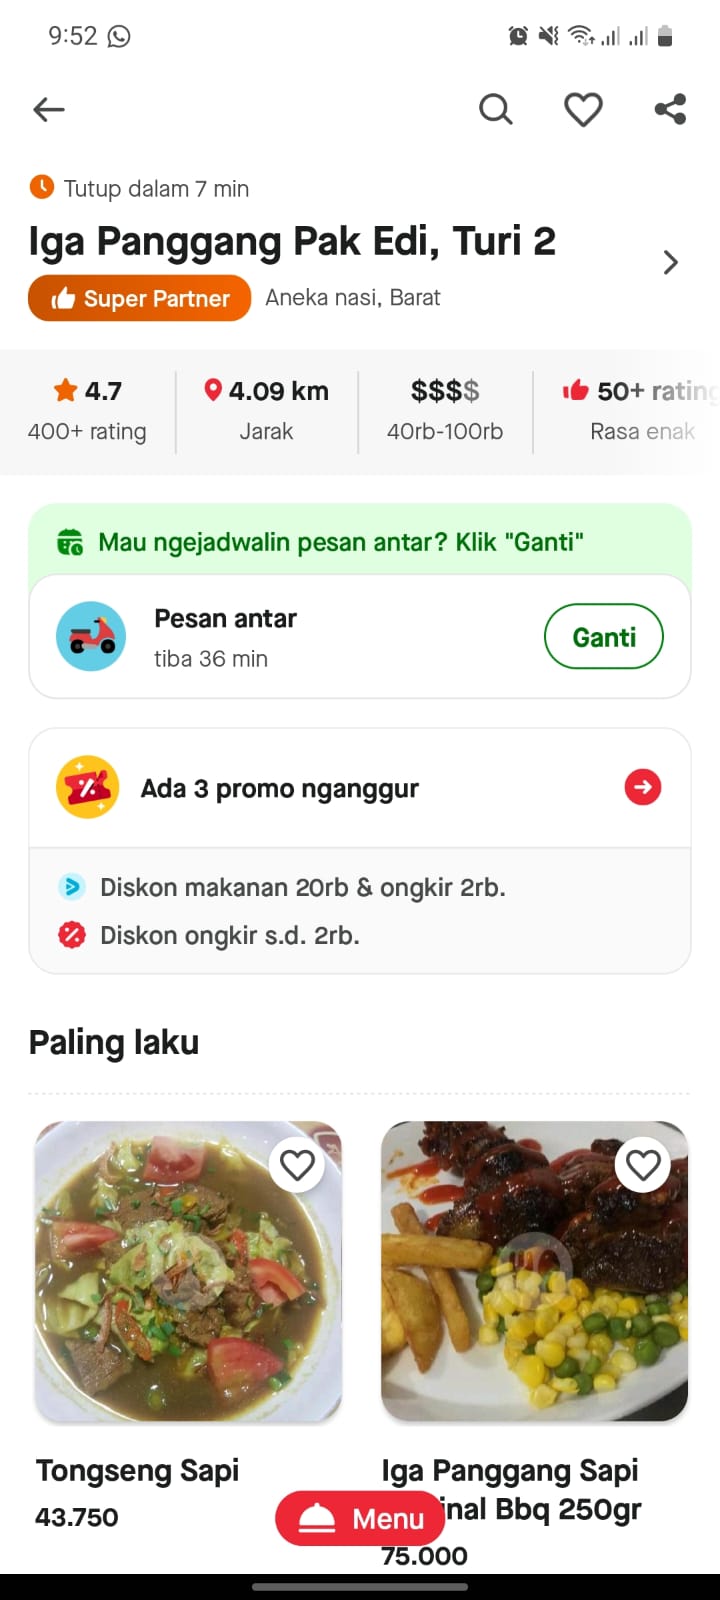 9:52
Tutup dalam 7 min
Iga Panggang Pak Edi, Turi 2
Super Partner
Aneka nasi, Barat
4.7
400+ rating
4.09 km
Jarak
$$$$
40rb-100rb
50+ rating
Rasa enak
Mau ngejadwalin pesan antar? Klik "Ganti"
Pesan antar
tiba 36 min
Ganti
Ada 3 promo nganggur
Diskon makanan 20rb & ongkir 2rb.
Diskon ongkir s.d. 2rb.
Paling laku
Tongseng Sapi
43.750
Iga Panggang Sapi
Bbq 250gr
75.000
Menu